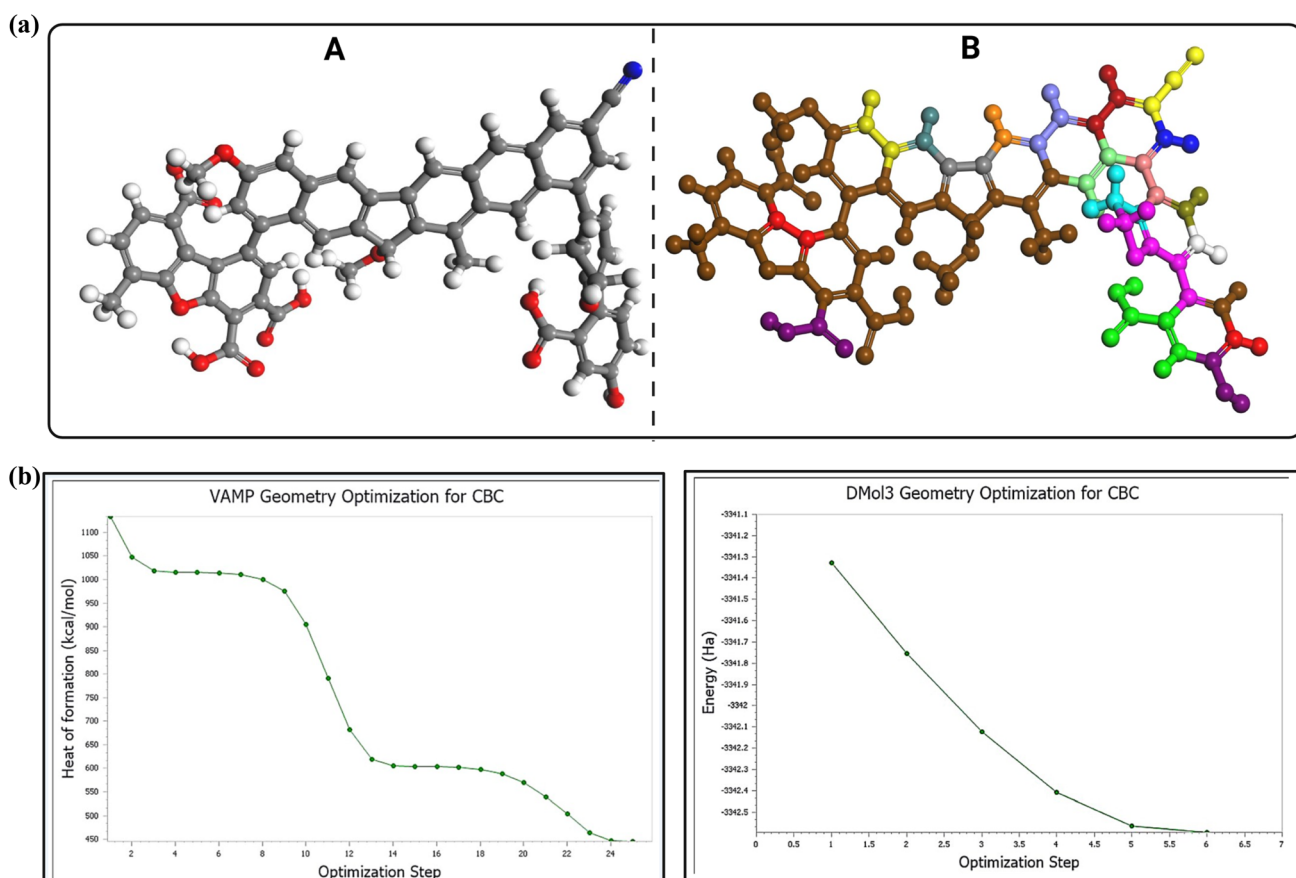 (a)
A
B
(b)
VAMP Geometry Optimization for CBC
Heat of formation (kcal/mol)
1100
1050
1000
950
900
850
800
750
700
650
600
550
500
450
2 4 6 8 10 12 14 16 18 20 22 24
Optimization Step
DMol3 Geometry Optimization for CBC
Energy (Ha)
-3341.1
-3341.2
-3341.3
-3341.4
-3341.5
-3341.6
-3341.7
-3341.8
-3341.9
-3342
-3342.1
-3342.2
-3342.3
-3342.4
-3342.5
0 0.5 1 1.5 2 2.5 3 3.5 4 4.5 5 5.5 6 6.5 7
Optimization Step